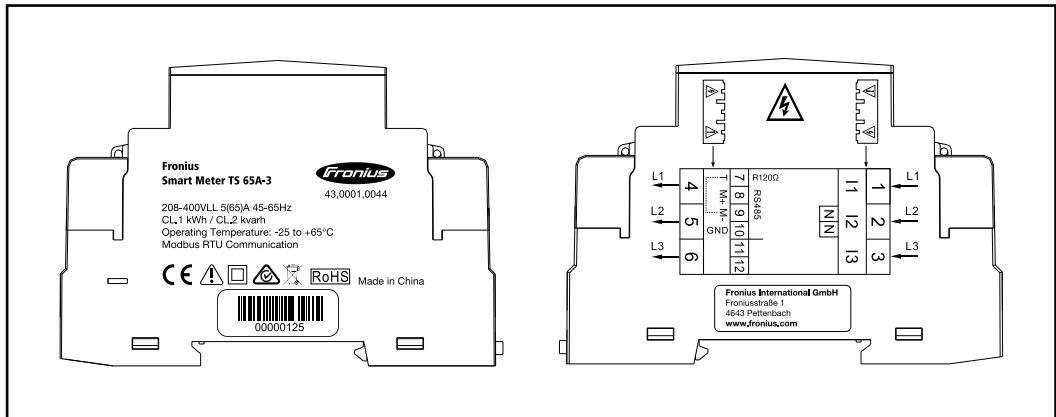 Fronius
Smart Meter TS 65A-3
Fronius
43,0001,0044
208-400VLL 5(65)A 45-65Hz
CL.1 kWh / CL.2 kvarh
Operating Temperature: -25 to +65°C
Modbus RTU Communication
CE
RoHS
Made in China
00000125
L1
L2
L3
4
5
6
T
M+ M-
GND
7
8
9
10
11
12
R120Ω
RS485
N
N
I1
I2
I3
1
2
3
L1
L2
L3
Fronius International GmbH
Froniusstraße 1
4643 Pettenbach
www.fronius.com